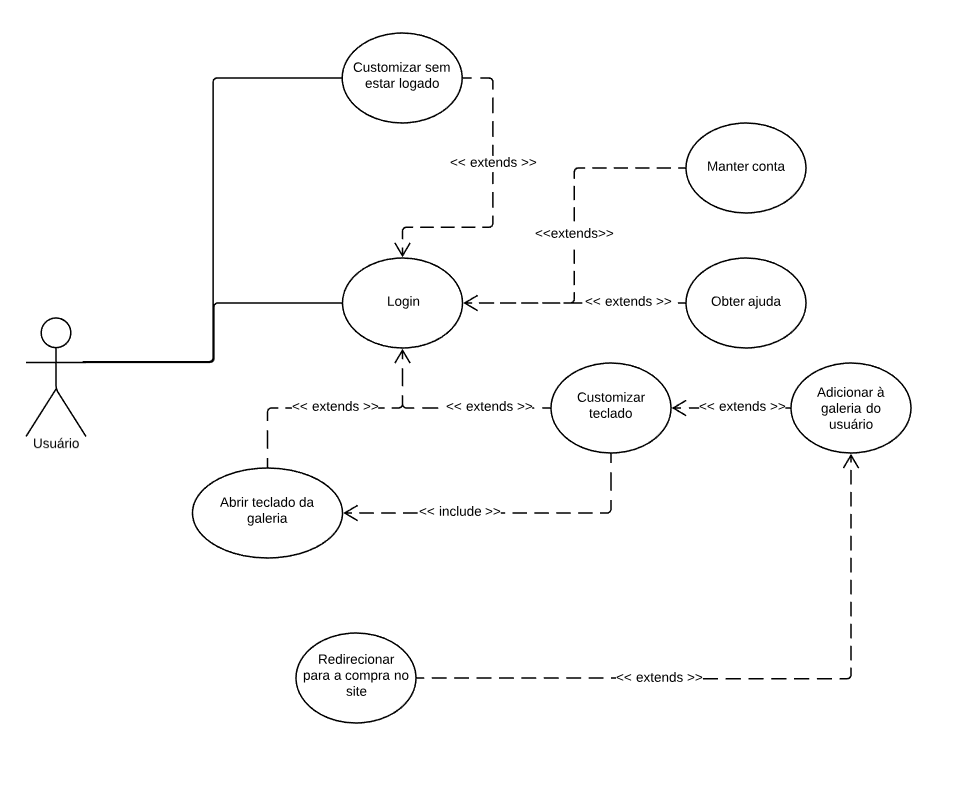 Customizar sem
estar logado
<< extends >>
Manter conta
<<extends>>
Login
<< extends >>
Obter ajuda
Usuário
<< extends >>
<< extends >>
Customizar
teclado
<< extends >>
Adicionar à
galeria do
usuário
Abrir teclado da
galeria
<< include >>
Redirecionar
para a compra no
site
<< extends >>